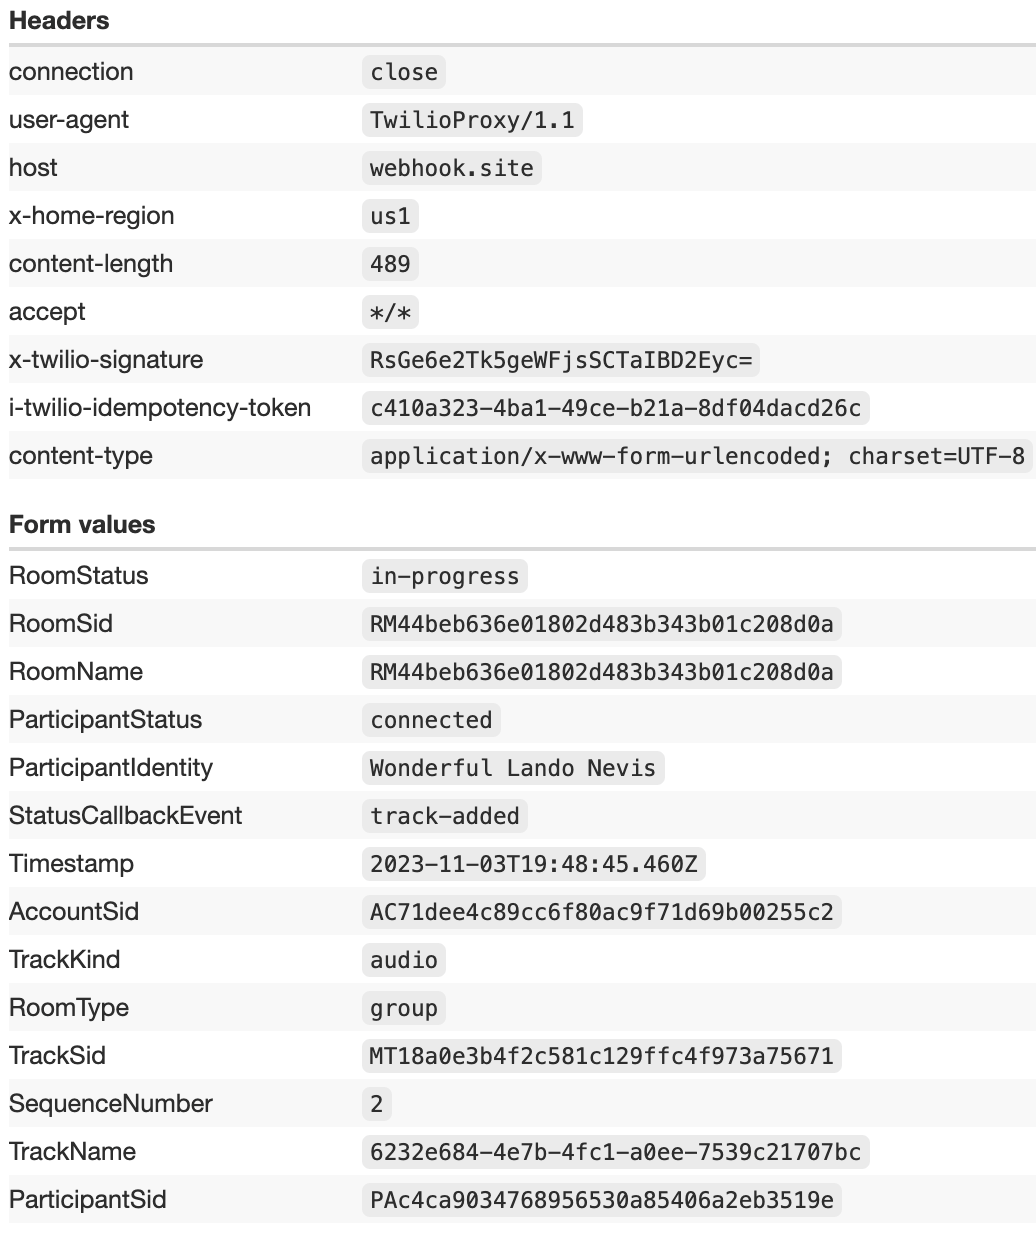 Headers
connection close
user-agent TwilioProxy/1.1
host webhook.site
x-home-region us1
content-length 489
accept */*
x-twilio-signature RsGe6e2Tk5geWFjsSCTaIBD2Eyc=
i-twilio-idempotency-token c410a323-4ba1-49ce-b21a-8df04dacd26c
content-type application/x-www-form-urlencoded; charset=UTF-8
Form values
RoomStatus in-progress
RoomSid RM44beb636e01802d483b343b01c208d0a
RoomName RM44beb636e01802d483b343b01c208d0a
ParticipantStatus connected
ParticipantIdentity Wonderful Lando Nevis
StatusCallbackEvent track-added
Timestamp 2023-11-03T19:48:45.460Z
AccountSid AC71dee4c89cc6f80ac9f71d69b00255c2
TrackKind audio
RoomType group
TrackSid MT18a0e3b4f2c581c129ffc4f973a75671
SequenceNumber 2
TrackName 6232e684-4e7b-4fc1-a0ee-7539c21707bc
ParticipantSid PAc4ca9034768956530a85406a2eb3519e